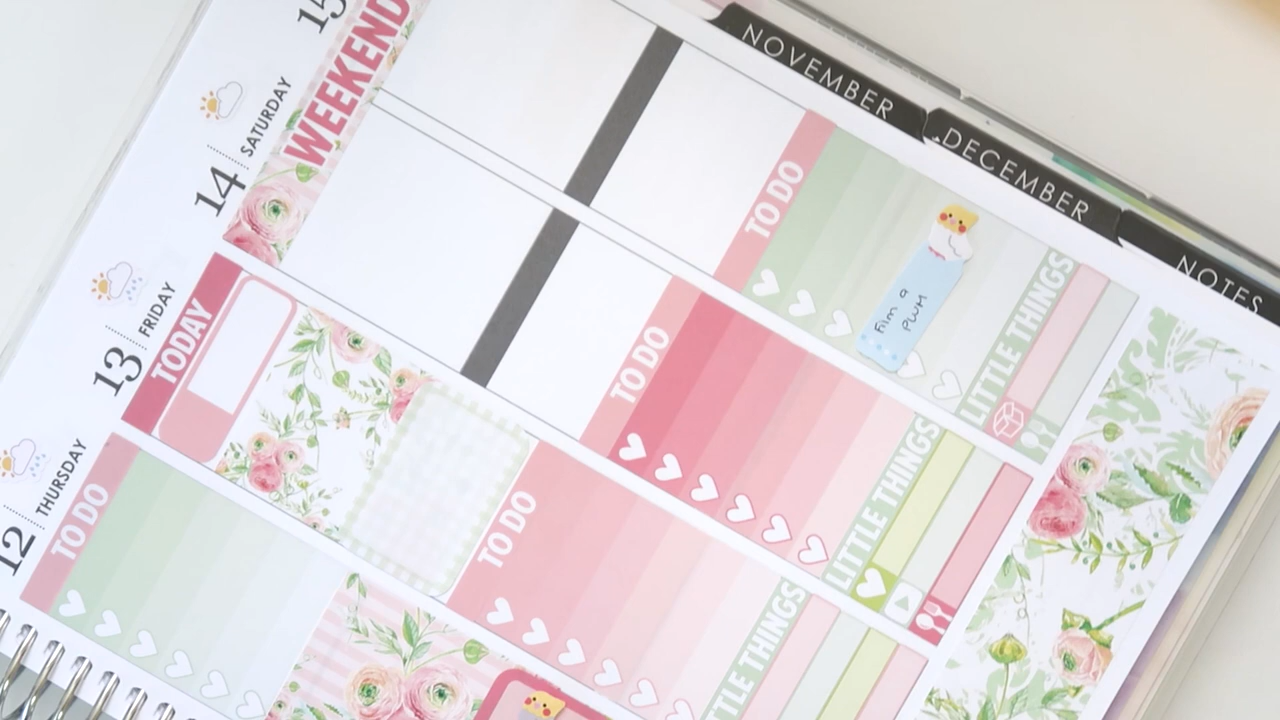 NOVEMBER
DECEMBER
NOTES
15
WEEKEND
SATURDAY
14
TO DO
Film a
PWM
LITTLE THINGS
FRIDAY
13
TODAY
TO DO
LITTLE THINGS
THURSDAY
12
TO DO
TO DO
TTLE THINGS